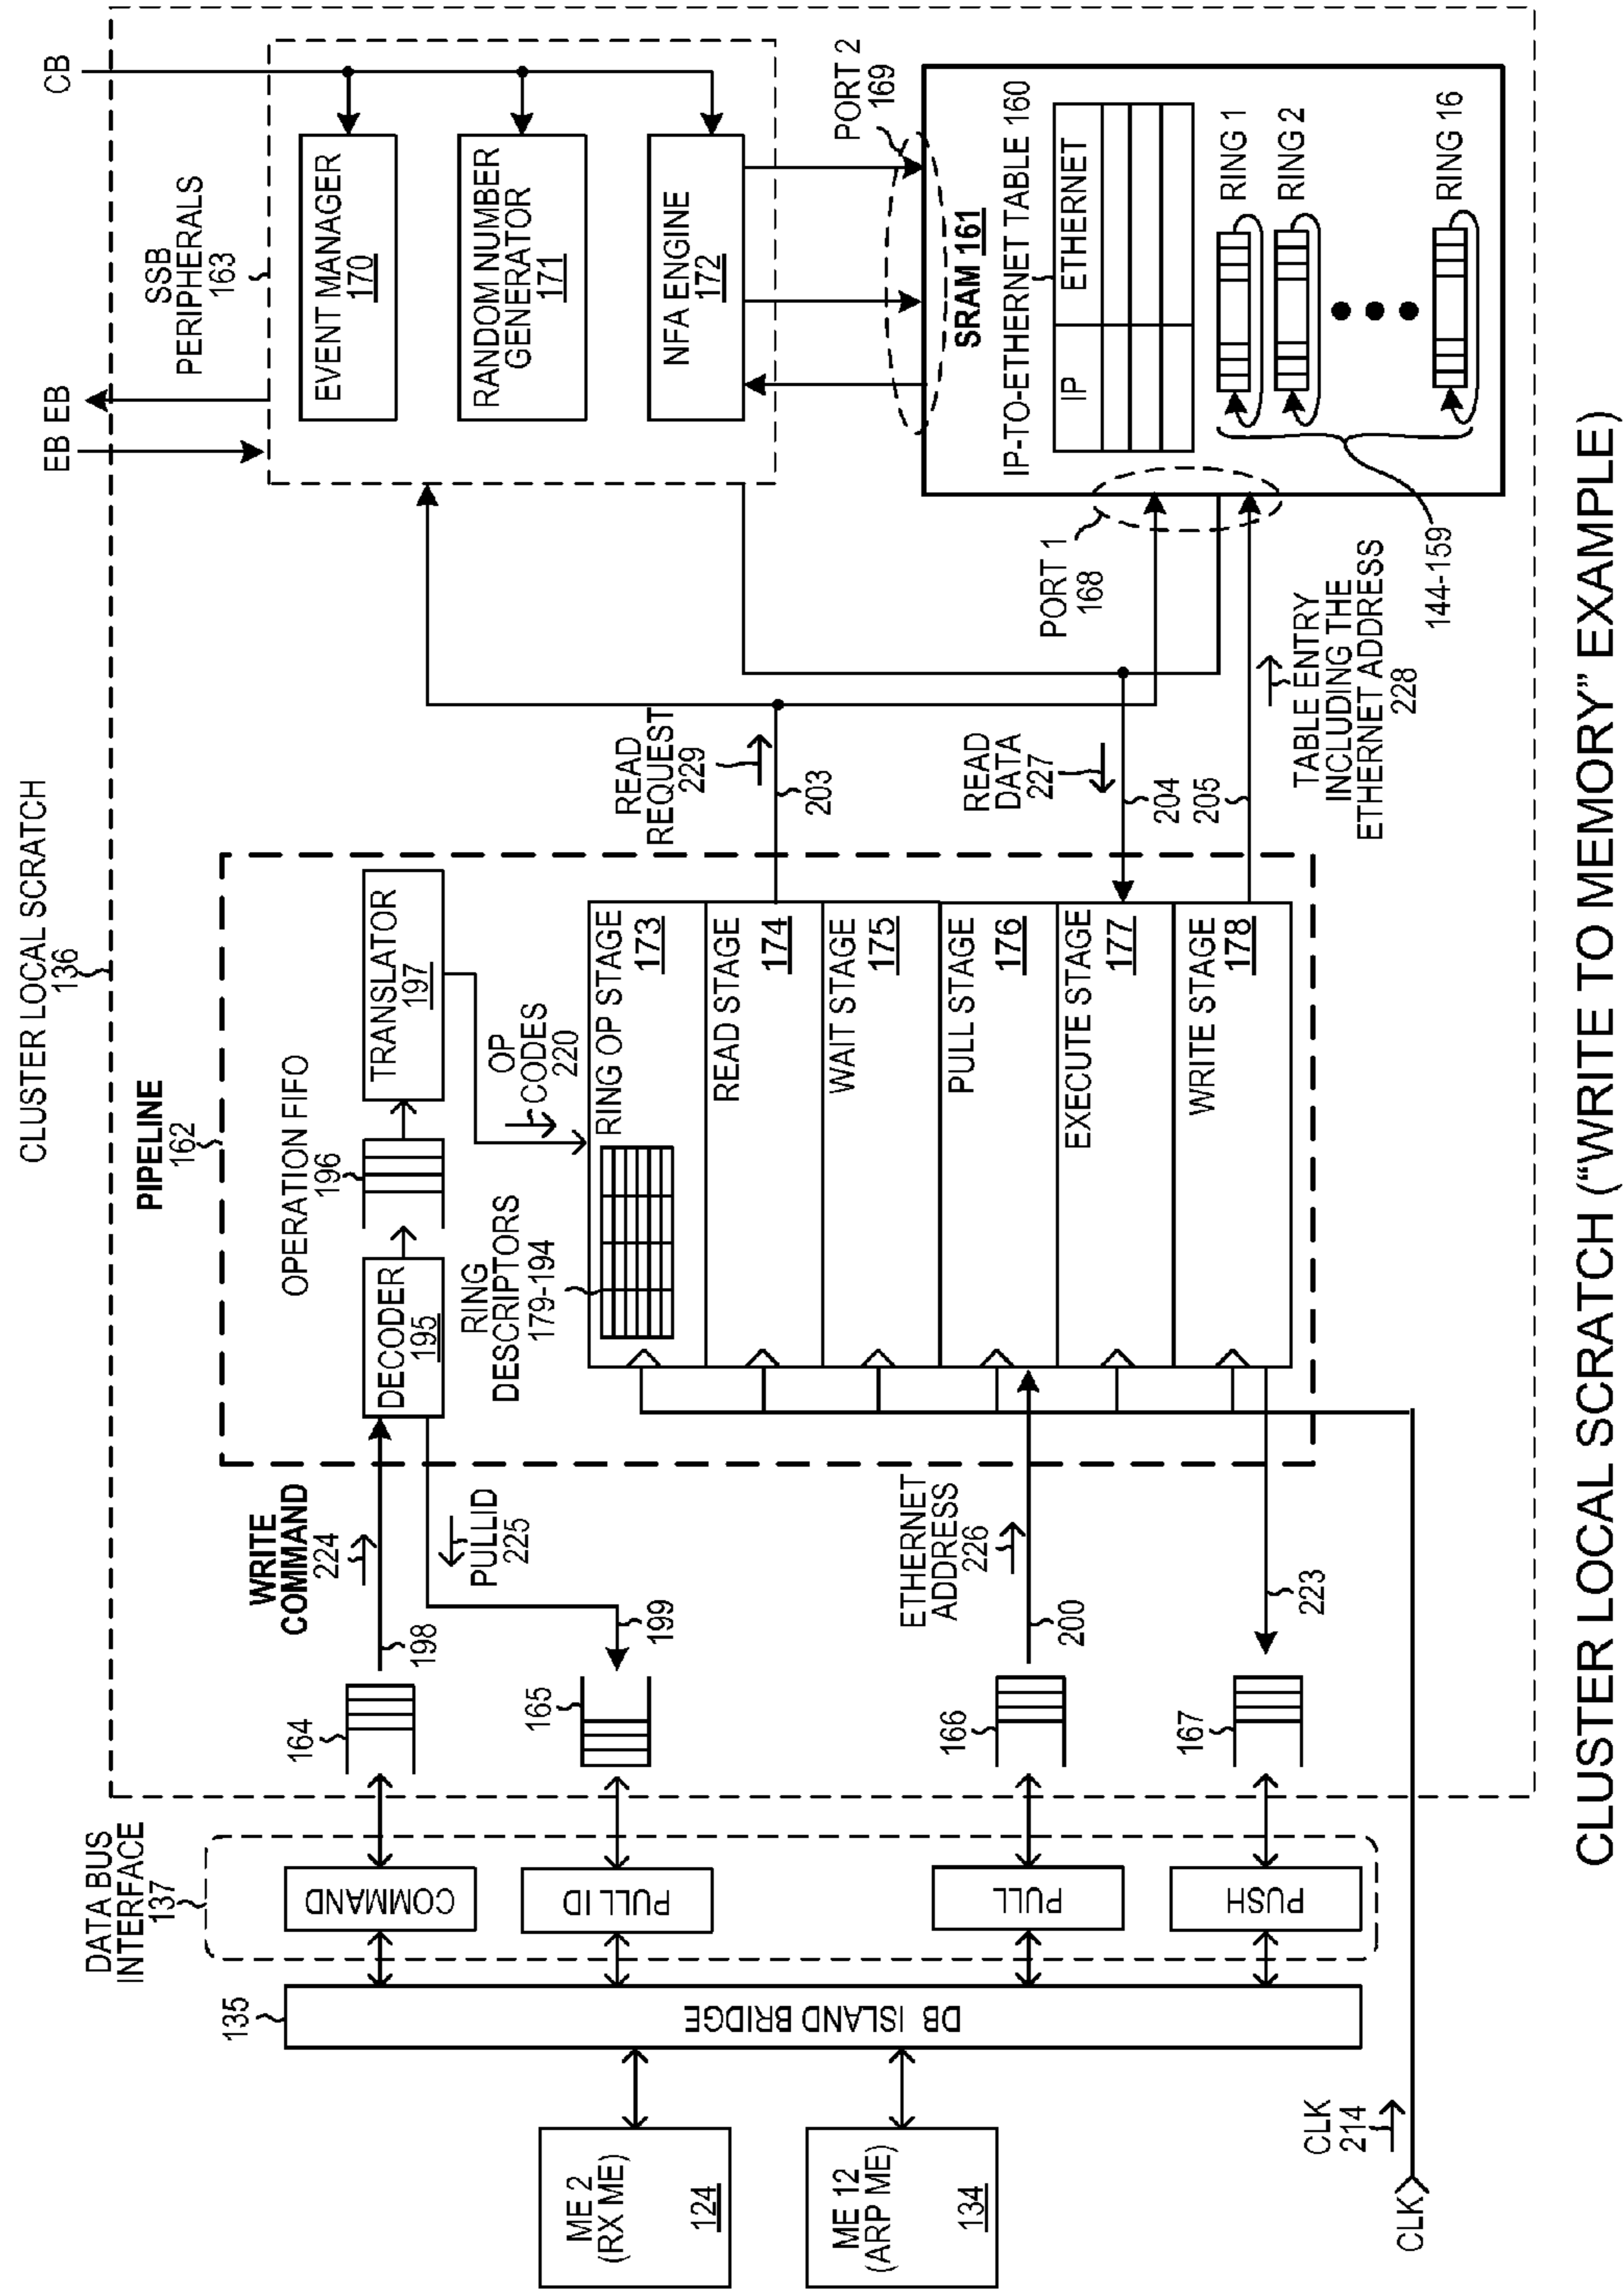 CLUSTER LOCAL SCRATCH
136
CB
EB EB
SSB
PERIPHERALS
163
EVENT MANAGER
170
RANDOM NUMBER
GENERATOR
171
NFA ENGINE
172
PORT 2
169
SRAM 161
IP-TO-ETHERNET TABLE 160
IP
ETHERNET
RING 1
RING 2
RING 16
144-159
PORT 1
168
PIPELINE
162
OPERATION FIFO
196
DECODER
195
TRANSLATOR
197
OP
CODES
220
RING
DESCRIPTORS
179-194
RING OP STAGE
173
READ STAGE
174
WAIT STAGE
175
PULL STAGE
176
EXECUTE STAGE
177
WRITE STAGE
178
READ
REQUEST
229
203
READ
DATA
227
204
205
TABLE ENTRY
INCLUDING THE
ETHERNET ADDRESS
228
WRITE
COMMAND
224
198
PULLID
225
199
ETHERNET
ADDRESS
226
200
223
164
165
166
167
DATA BUS
INTERFACE
137
COMMAND
PULL ID
PULL
PUSH
135
DB ISLAND BRIDGE
ME 2
(RX ME)
124
ME 12
(ARP ME)
134
CLK
214
CLK
CLUSTER LOCAL SCRATCH (“WRITE TO MEMORY” EXAMPLE)